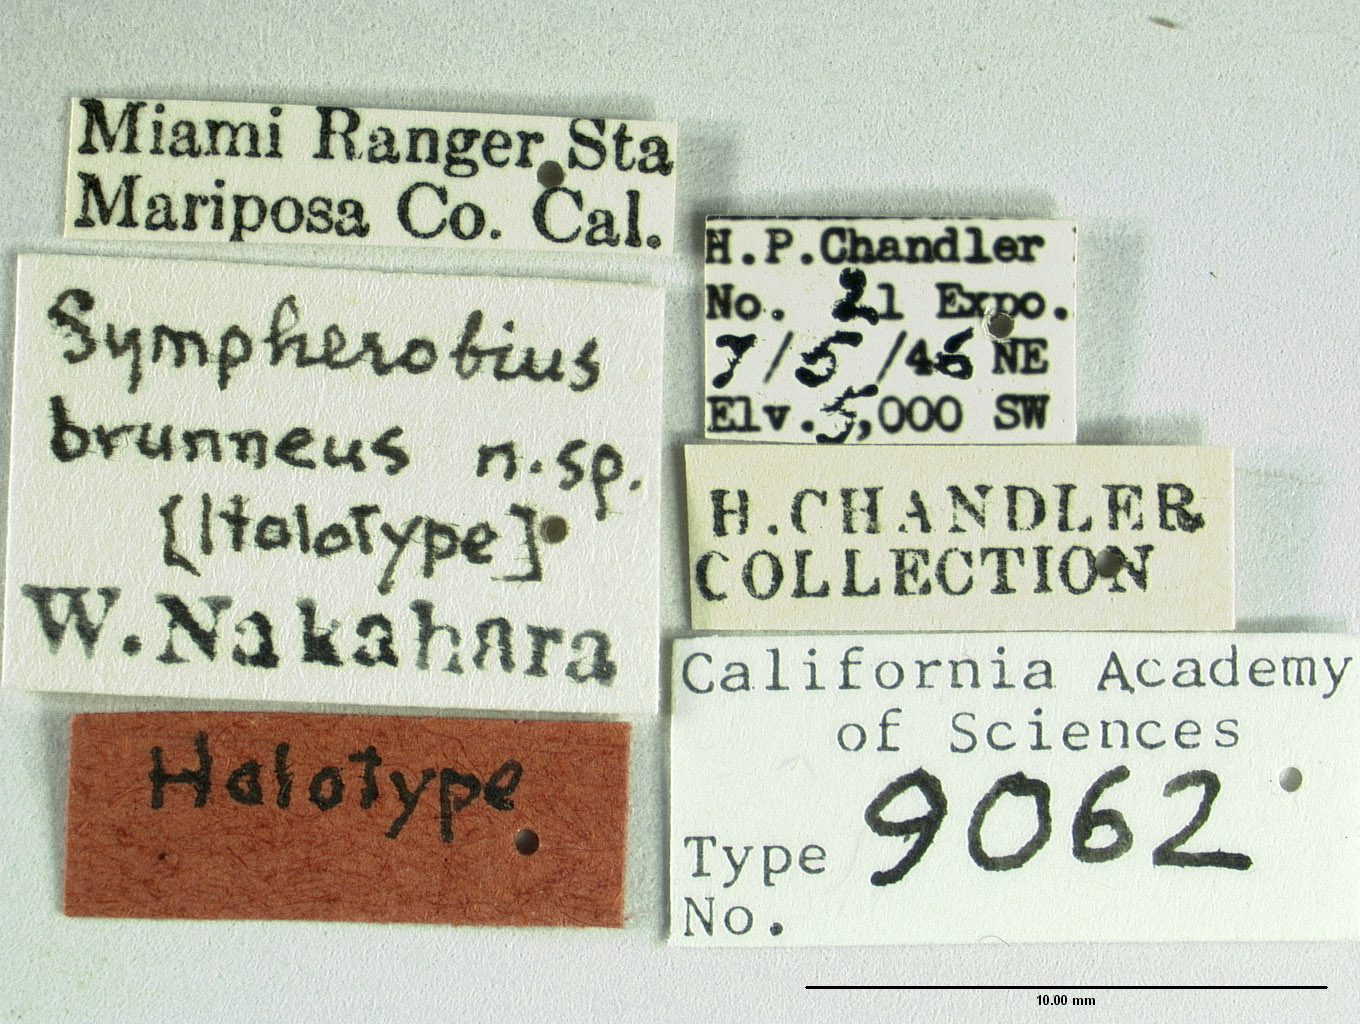 Miami Ranger Sta
Mariposa Co. Cal.
Sympherobius
brunneus n.sp.
[Holotype]
W.Nakahara
Holotype
H.P.Chandler
No. 21 Expo.
7/5/46 NE
Elv.5,000 SW
H.CHANDLER
COLLECTION
California Academy
of Sciences
Type 9062
No.
10.00 mm